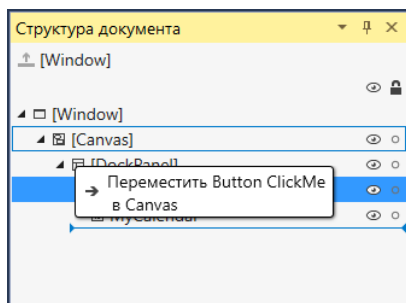 Структура документа
[Window]
[Window]
[Canvas]
[DockPanel]
Переместить Button ClickMe
в Canvas
MyCalendar